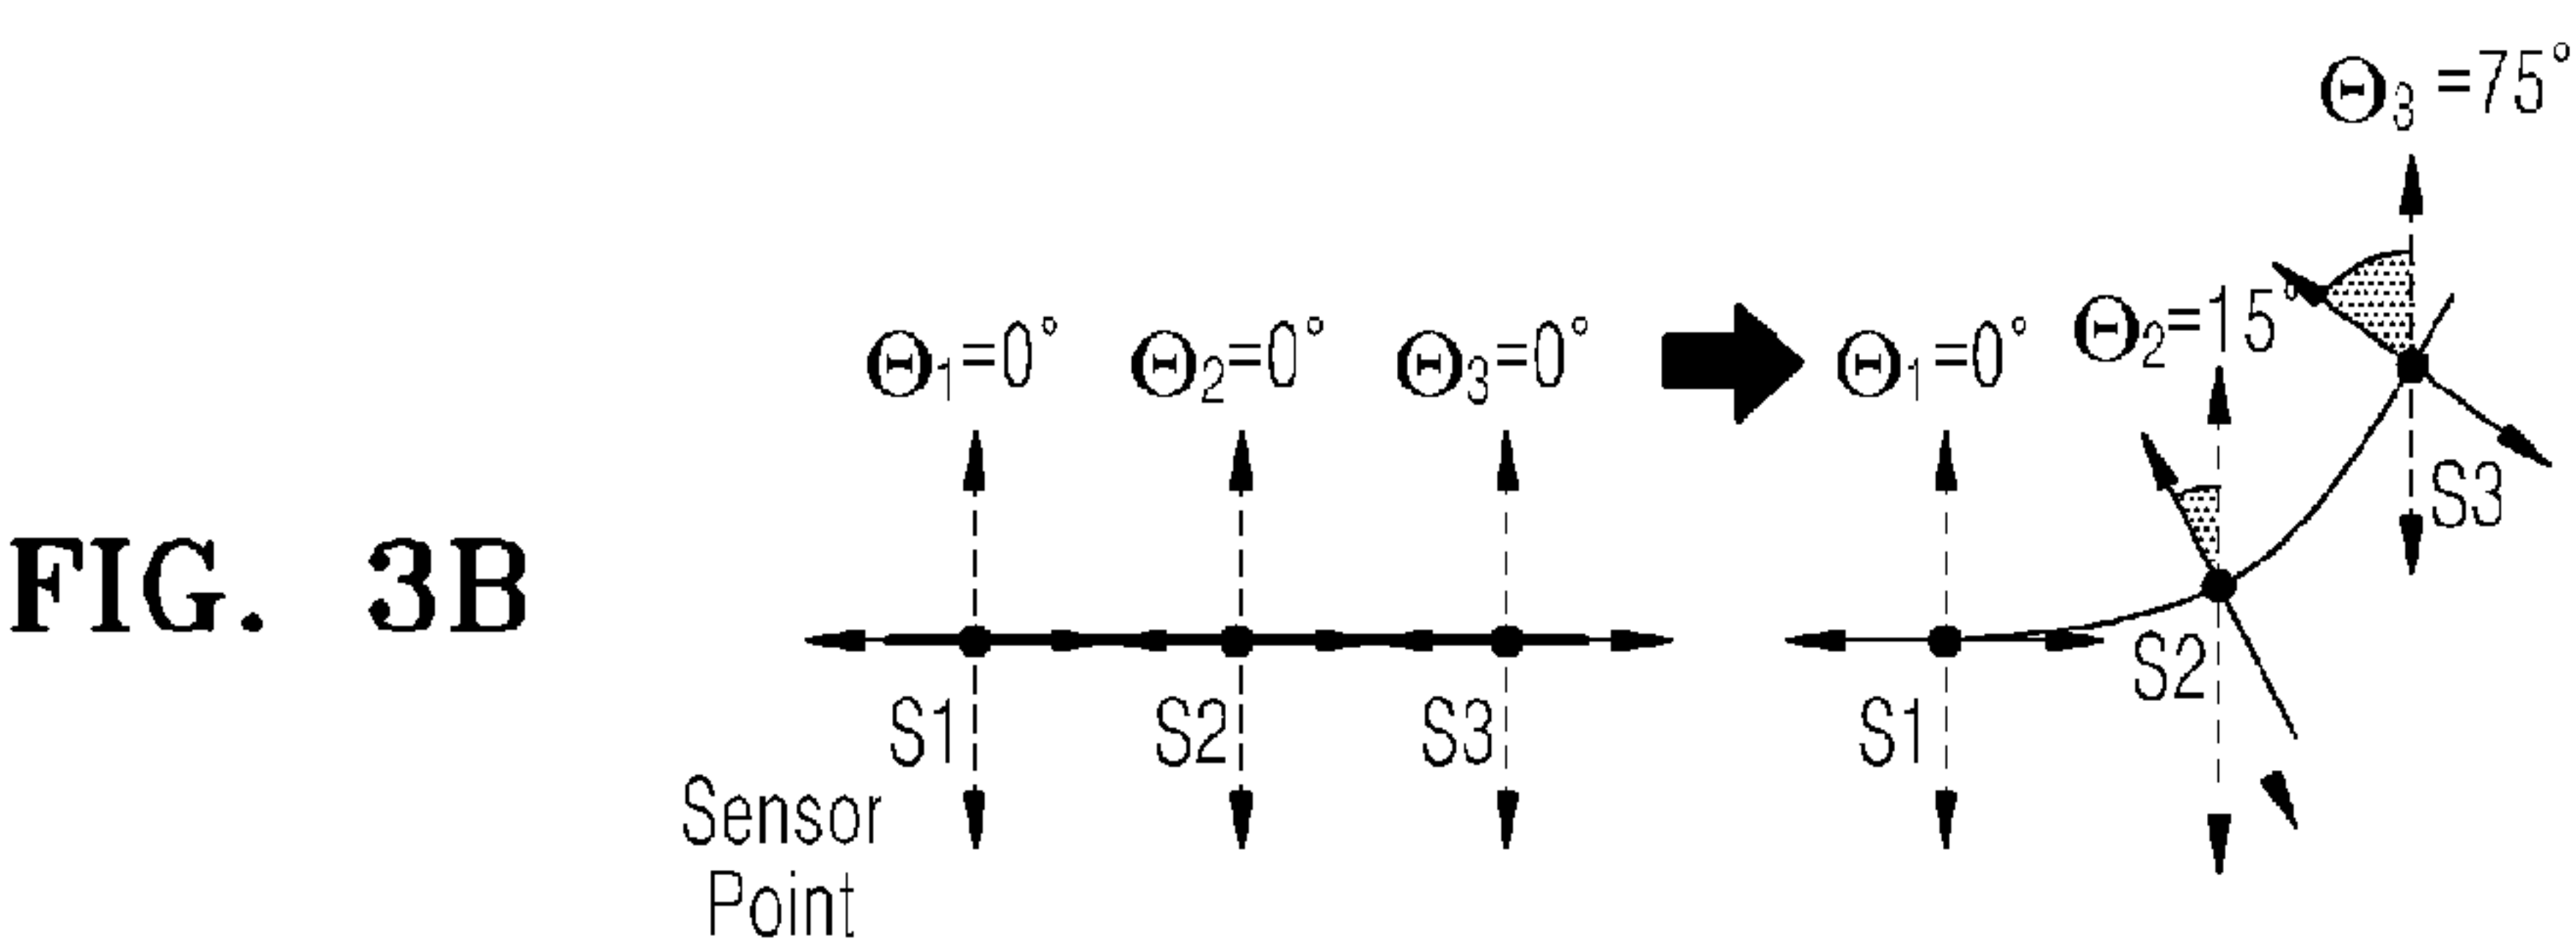 Θ₃ =75°
Θ₁=0° Θ₂=0° Θ₃=0° Θ₁=0° Θ₂=15°
S3
FIG. 3B
S2
S1 S2 S3 S1
Sensor
Point